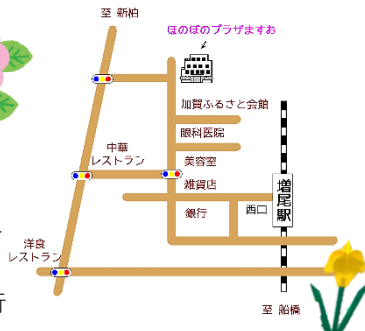 至 新柏
ほのぼのプラザますお
加賀ふるさと会館
眼科医院
中華
レストラン
美容室
雑貨店
増尾駅
銀行
西口
洋食
レストラン
至 船橋